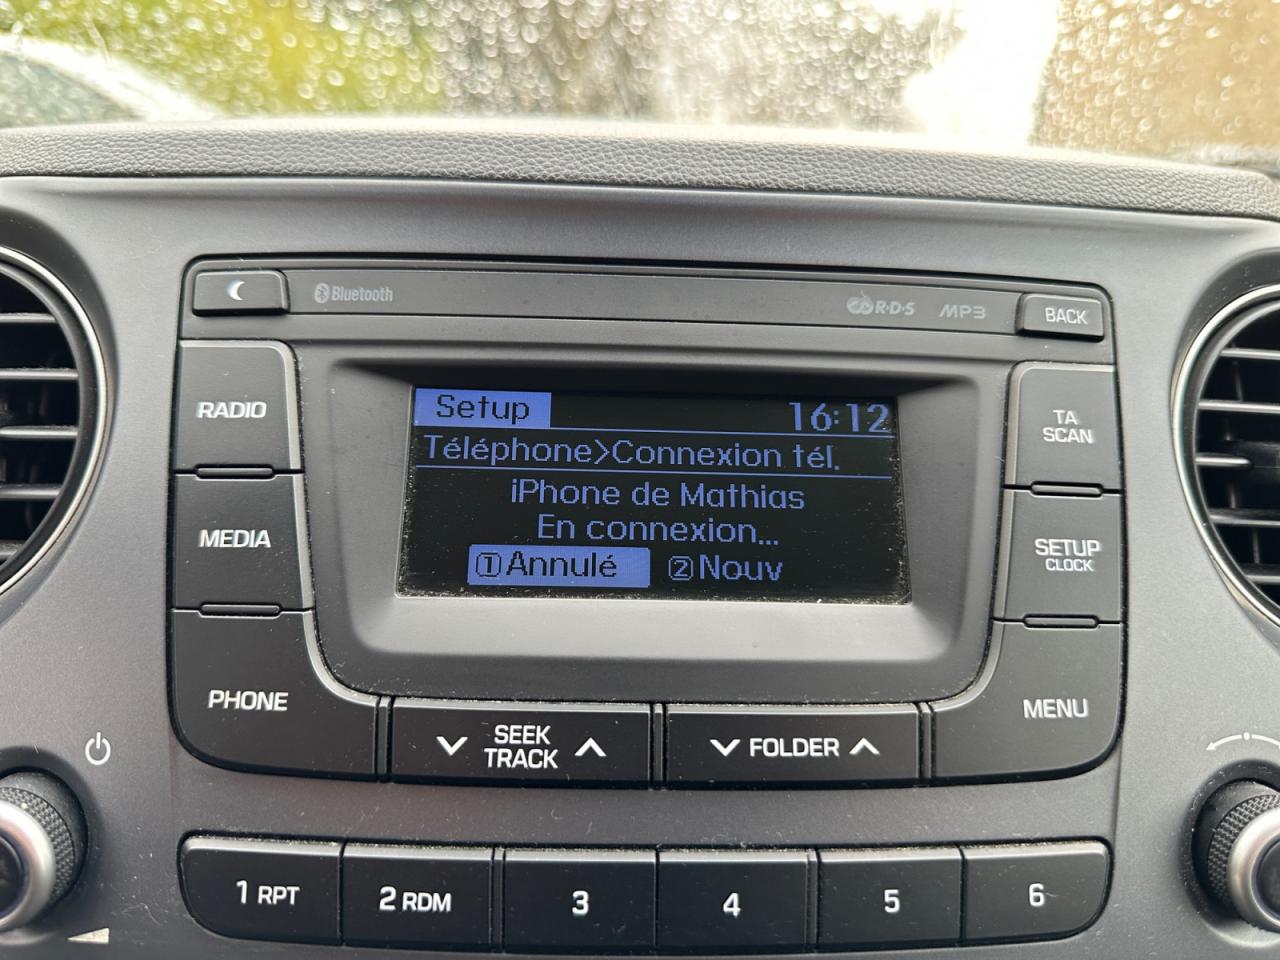 Bluetooth
R·D·S
MP3
BACK
RADIO
MEDIA
PHONE
Setup 16:12
Téléphone>Connexion tél.
iPhone de Mathias
En connexion...
①Annulé ②Nouv
TA
SCAN
SETUP
CLOCK
MENU
SEEK
TRACK
FOLDER
1 RPT
2 RDM
3
4
5
6